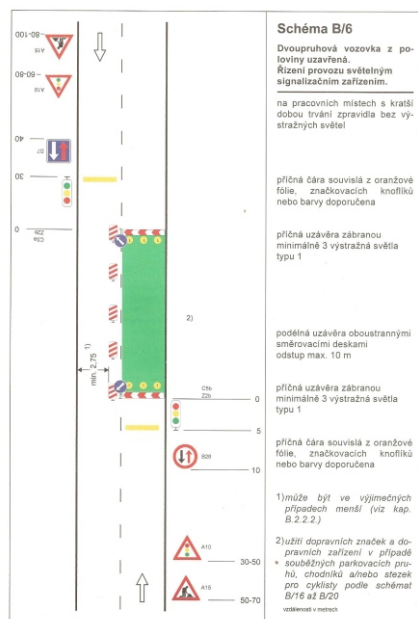 Schéma B/6
Dvoupruhová vozovka z po-
loviny uzavřená.
Řízení provozu světelným
signalizačním zařízením.
na pracovních místech s kratší
dobou trvání zpravidla bez vý-
stražných světel
příčná čára souvislá z oranžové
fólie, značkovacích knoflíků
nebo barvy doporučena
příčná uzávěra zábranou
minimálně 3 výstražná světla
typu 1
podélná uzávěra oboustrannými
směrovacími deskami
odstup max. 10 m
příčná uzávěra zábranou
minimálně 3 výstražná světla
typu 1
příčná čára souvislá z oranžové
fólie, značkovacích knoflíků
nebo barvy doporučena
1) může být ve výjimečných
případech menší (viz kap.
B.2.2.2.)
2) užití dopravních značek a do-
pravních zařízení v případě
souběžných parkovacích pru-
hů, chodníků a/nebo stezek
pro cyklisty podle schémat
B/16 až B/20
vzdálenosti v metrech
80-100
A15
60-80
A10
40
30
0
Z2b
C5a
min. 2,75 1)
2)
C5b
Z2b
0
5
B26
10
A10
30-50
A15
50-70